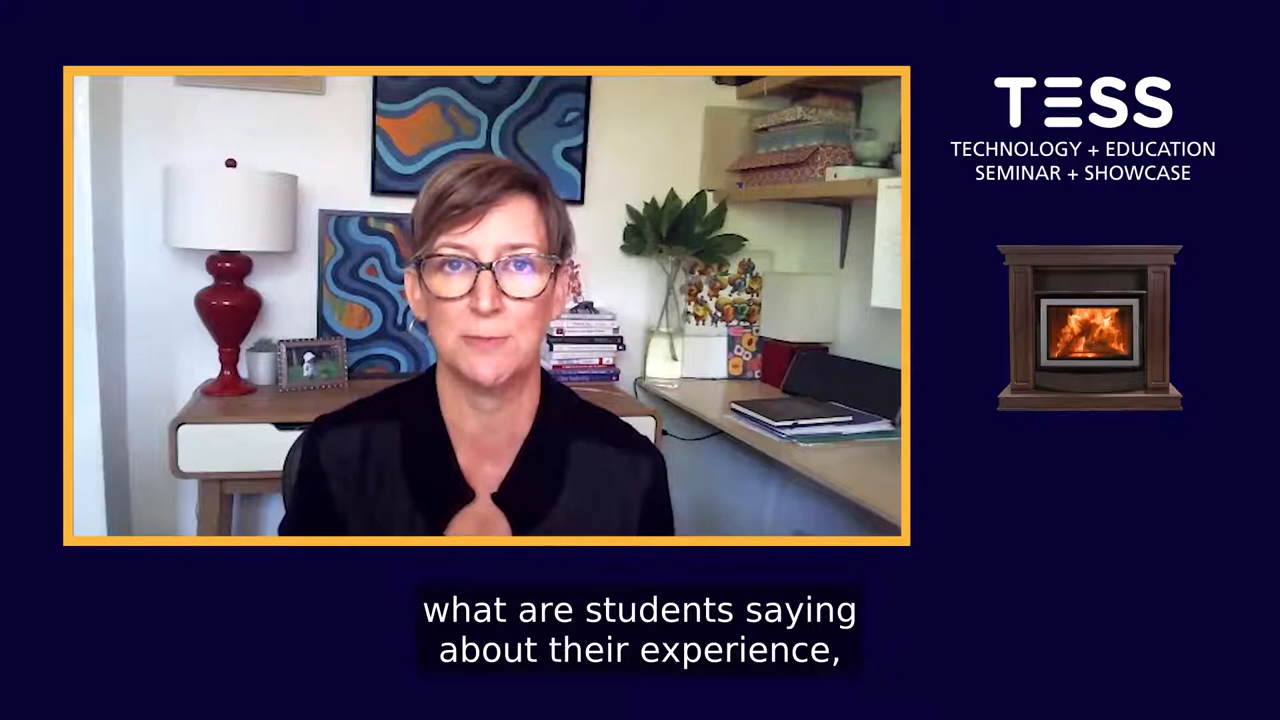 TESS
TECHNOLOGY + EDUCATION
SEMINAR + SHOWCASE
what are students saying
about their experience,